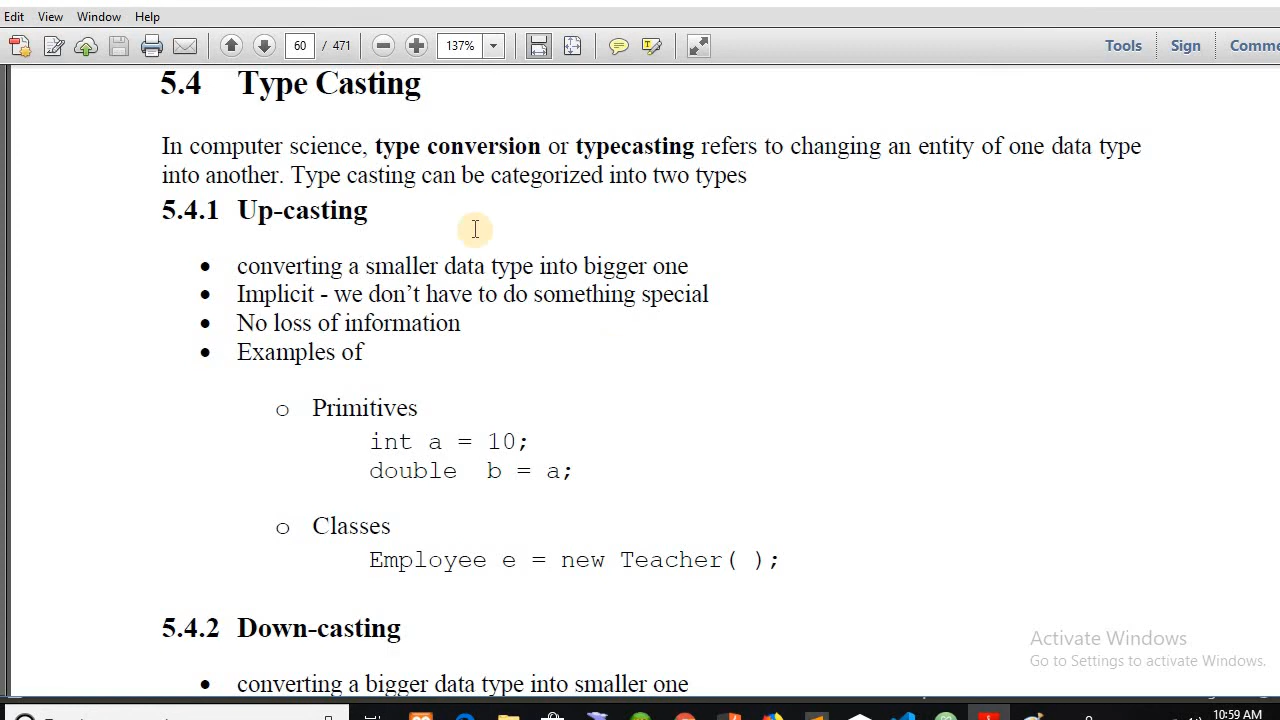 Edit View Window Help
60 / 471 137% Tools Sign Comme
5.4 Type Casting
In computer science, type conversion or typecasting refers to changing an entity of one data type
into another. Type casting can be categorized into two types
5.4.1 Up-casting
• converting a smaller data type into bigger one
• Implicit - we don’t have to do something special
• No loss of information
• Examples of
o Primitives
int a = 10;
double b = a;
o Classes
Employee e = new Teacher( );
5.4.2 Down-casting
Activate Windows
Go to Settings to activate Windows.
• converting a bigger data type into smaller one
10:59 AM